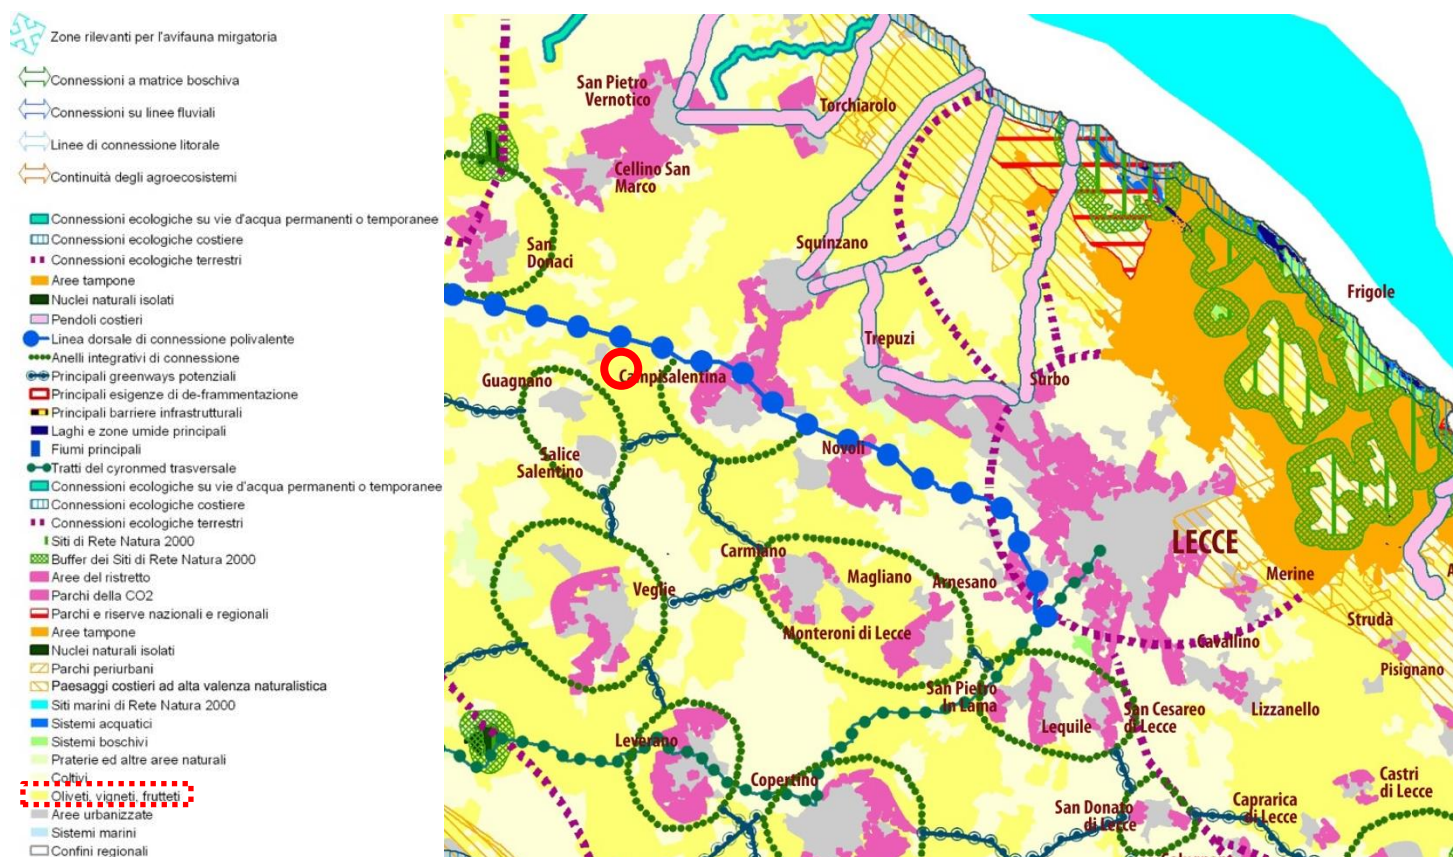 Zone rilevanti per l'avifauna mirgatoria
Connessioni a matrice boschiva
Connessioni su linee fluviali
Linee di connessione litorale
Continuità degli agroecosistemi
Connessioni ecologiche su vie d'acqua permanenti o temporanee
Connessioni ecologiche costiere
Connessioni ecologiche terrestri
Aree tampone
Nuclei naturali isolati
Pendoli costieri
Linea dorsale di connessione polivalente
Anelli integrativi di connessione
Principali greenways potenziali
Principali esigenze di de-frammentazione
Principali barriere infrastrutturali
Laghi e zone umide principali
Fiumi principali
Tratti del cyronmed trasversale
Connessioni ecologiche su vie d'acqua permanenti o temporanee
Connessioni ecologiche costiere
Connessioni ecologiche terrestri
Siti di Rete Natura 2000
Buffer dei Siti di Rete Natura 2000
Aree del ristretto
Parchi della CO2
Parchi e riserve nazionali e regionali
Aree tampone
Nuclei naturali isolati
Parchi periurbani
Paesaggi costieri ad alta valenza naturalistica
Siti marini di Rete Natura 2000
Sistemi acquatici
Sistemi boschivi
Praterie ed altre aree naturali
Coltivi
Oliveti, vigneti, frutteti
Aree urbanizzate
Sistemi marini
Confini regionali
San Pietro
Vernotico
Torchiarolo
Cellino San
Marco
San
Donaci
Squinzano
Frigole
Trepuzi
Guagnano
Campisalentina
Surbo
Salice
Salentino
Novoli
LECCE
Carmiano
Magliano
Arnesano
Merine
Veglie
Strudà
Monteroni di Lecce
Cavallino
Pisignano
San Pietro
In Lama
San Cesareo
di Lecce
Lizzanello
Lequile
Leverano
Copertino
Castri
di Lecce
San Donato
di Lecce
Caprarica
di Lecce